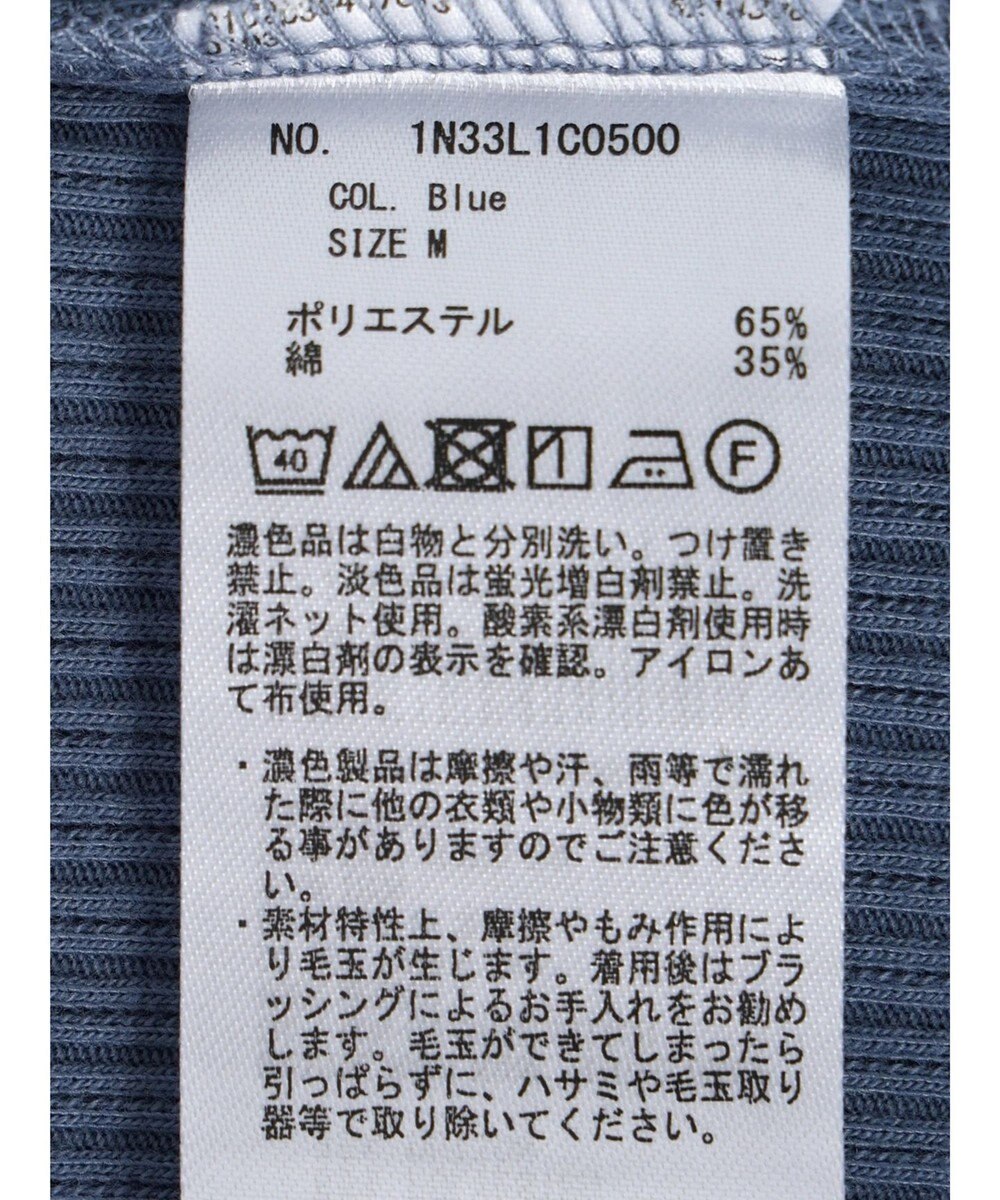 NO. 1N33L1C0500
COL. Blue
SIZE M
ポリエステル 65%
綿 35%
40
F
濃色品は白物と分別洗い。つけ置き
禁止。淡色品は蛍光増白剤禁止。洗
濯ネット使用。酸素系漂白剤使用時
は漂白剤の表示を確認。アイロンあ
て布使用。
・濃色製品は摩擦や汗、雨等で濡れ
た際に他の衣類や小物類に色が移
る事がありますのでご注意くださ
い。
・素材特性上、摩擦やもみ作用によ
り毛玉が生じます。着用後はブラ
ッシングによるお手入れをお勧め
します。毛玉ができてしまったら
引っぱらずに、ハサミや毛玉取り
器等で取り除いてください。